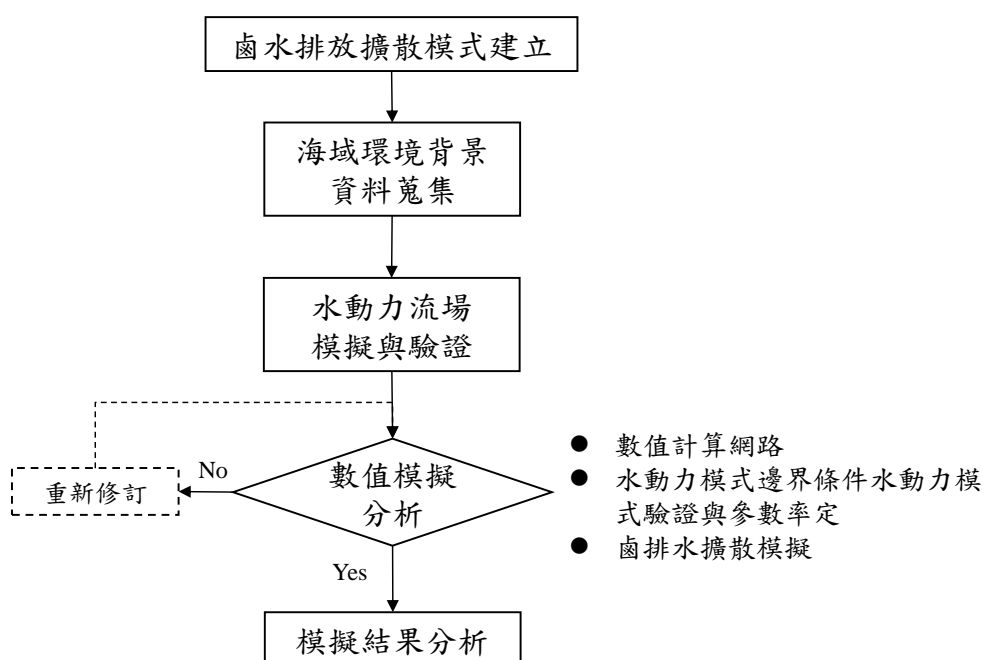 鹵水排放擴散模式建立
海域環境背景
資料蒐集
水動力流場
模擬與驗證
數值模擬
分析
No
重新修訂
● 數值計算網路
● 水動力模式邊界條件水動力模
式驗證與參數率定
● 鹵排水擴散模擬
Yes
模擬結果分析